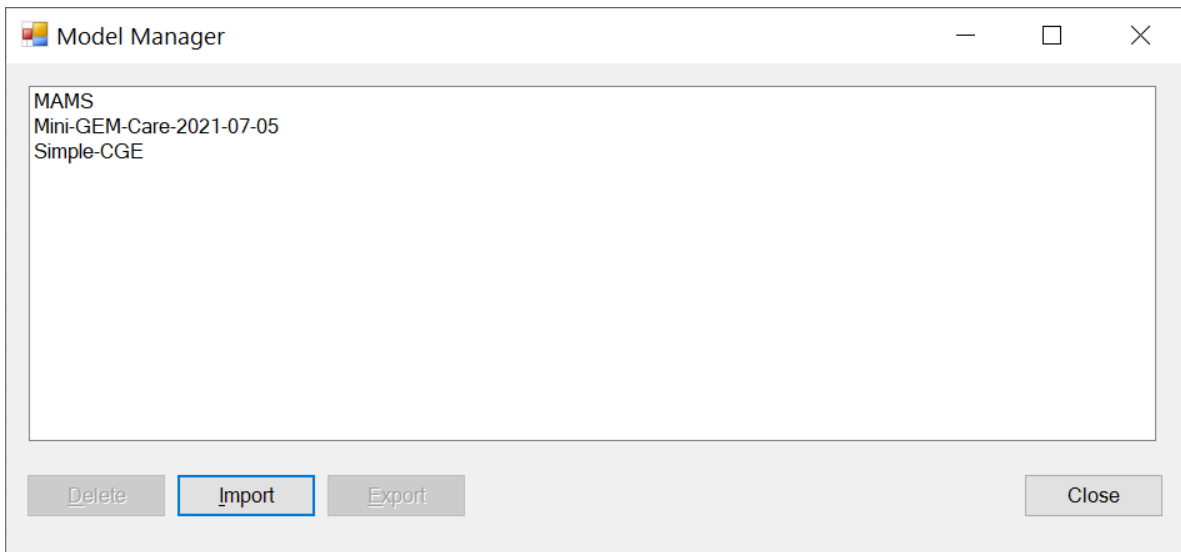 Model Manager
MAMS
Mini-GEM-Care-2021-07-05
Simple-CGE
Delete
Import
Export
Close